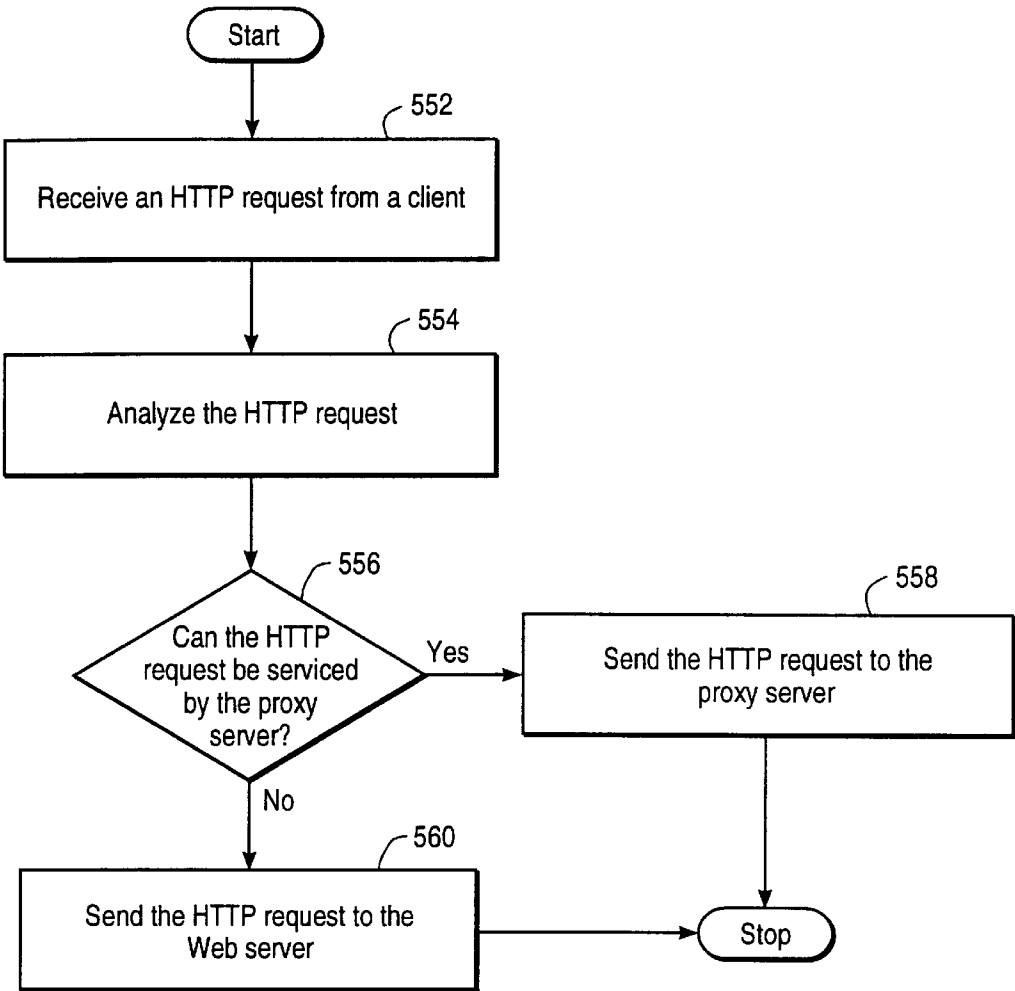 Start
552
Receive an HTTP request from a client
554
Analyze the HTTP request
556
Can the HTTP
request be serviced
by the proxy
server?
Yes
558
Send the HTTP request to the
proxy server
No
560
Send the HTTP request to the
Web server
Stop